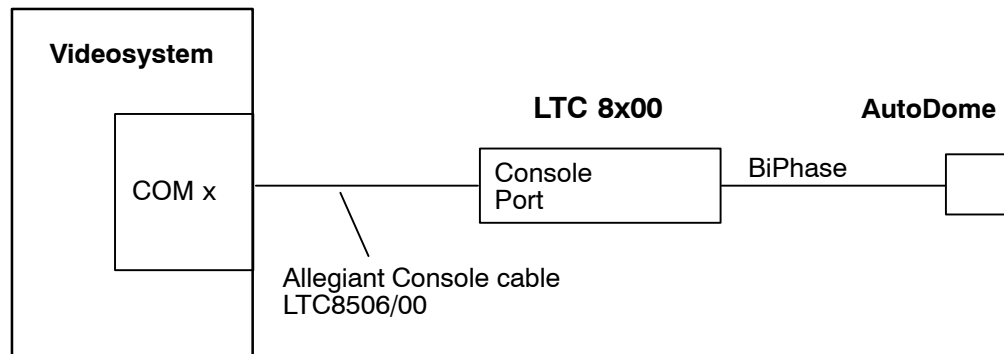 Videosystem
LTC 8x00
AutoDome
COM x
Console
Port
BiPhase
Allegiant Console cable
LTC8506/00